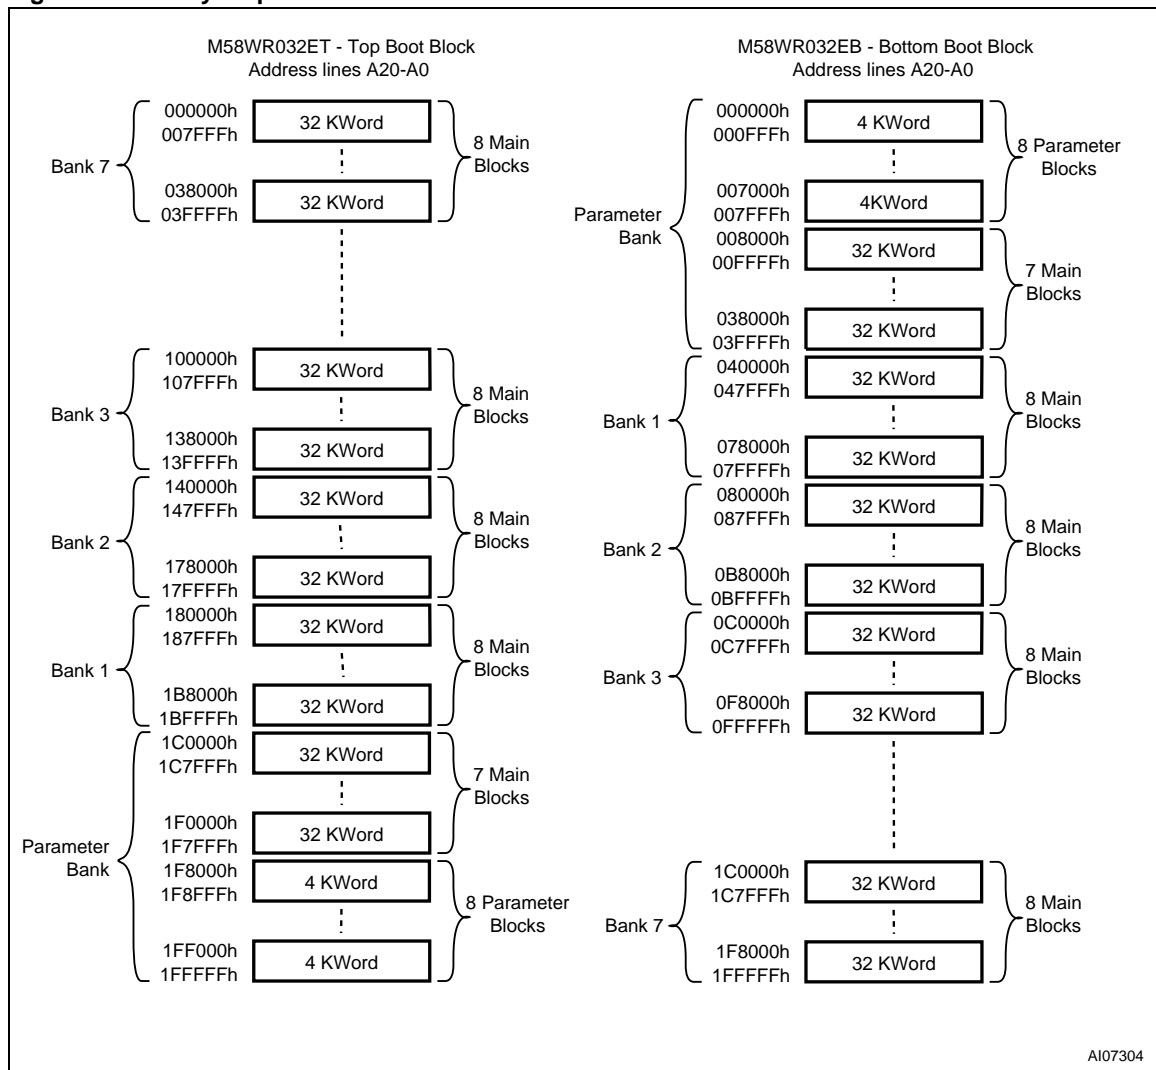 M58WR032ET - Top Boot Block
Address lines A20-A0
Bank 7
000000h
007FFFh
32 KWord
038000h
03FFFFh
32 KWord
8 Main
Blocks
Bank 3
100000h
107FFFh
32 KWord
138000h
13FFFFh
32 KWord
8 Main
Blocks
Bank 2
140000h
147FFFh
32 KWord
178000h
17FFFFh
32 KWord
8 Main
Blocks
Bank 1
180000h
187FFFh
32 KWord
1B8000h
1BFFFFh
32 KWord
8 Main
Blocks
Parameter
Bank
1C0000h
1C7FFFh
32 KWord
1F0000h
1F7FFFh
32 KWord
7 Main
Blocks
1F8000h
1F8FFFh
4 KWord
1FF000h
1FFFFFh
4 KWord
8 Parameter
Blocks
M58WR032EB - Bottom Boot Block
Address lines A20-A0
Parameter
Bank
000000h
000FFFh
4 KWord
007000h
007FFFh
4KWord
8 Parameter
Blocks
008000h
00FFFFh
32 KWord
038000h
03FFFFh
32 KWord
7 Main
Blocks
Bank 1
040000h
047FFFh
32 KWord
078000h
07FFFFh
32 KWord
8 Main
Blocks
Bank 2
080000h
087FFFh
32 KWord
0B8000h
0BFFFFh
32 KWord
8 Main
Blocks
Bank 3
0C0000h
0C7FFFh
32 KWord
0F8000h
0FFFFFh
32 KWord
8 Main
Blocks
Bank 7
1C0000h
1C7FFFh
32 KWord
1F8000h
1FFFFFh
32 KWord
8 Main
Blocks
AI07304